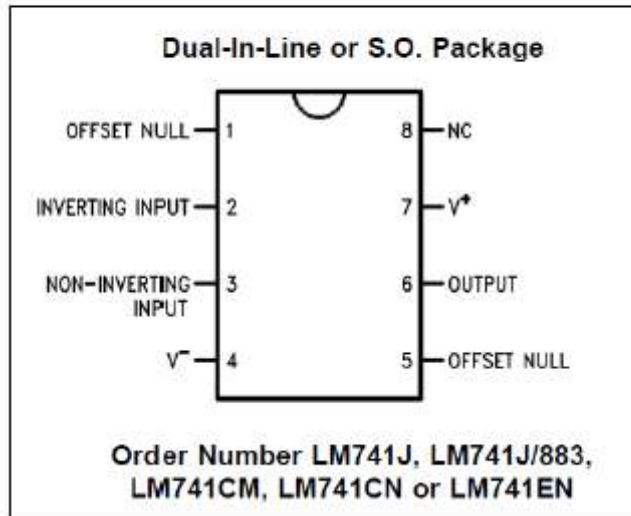 Dual-In-Line or S.O. Package
OFFSET NULL 1 8 NC
INVERTING INPUT 2 7 V+
NON-INVERTING INPUT 3 6 OUTPUT
V- 4 5 OFFSET NULL
Order Number LM741J, LM741J/883,
LM741CM, LM741CN or LM741EN